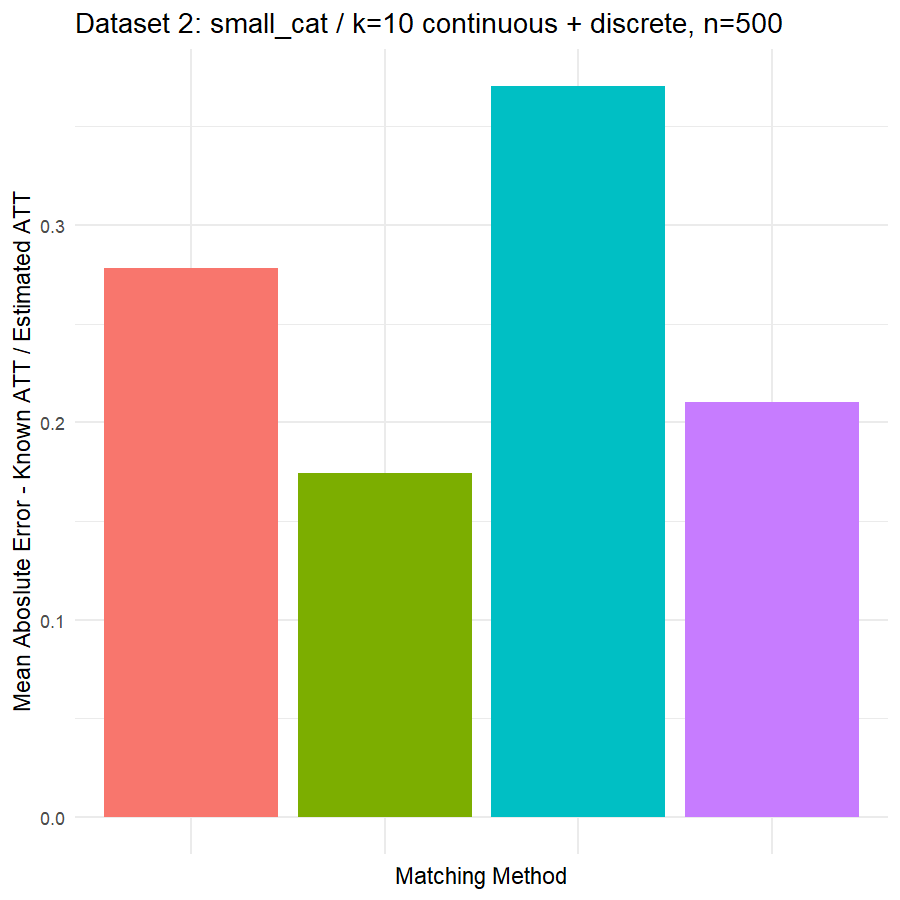 Dataset 2: small_cat / k=10 continuous + discrete, n=500
Mean Aboslute Error - Known ATT / Estimated ATT
0.3
0.2
0.1
0.0
Matching Method